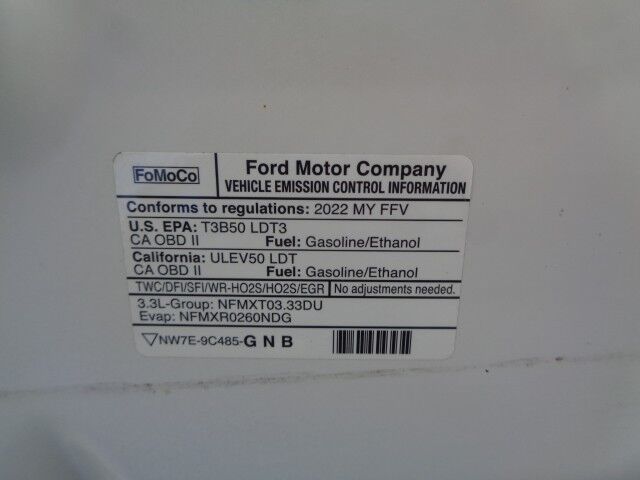 FoMoCo
Ford Motor Company
VEHICLE EMISSION CONTROL INFORMATION
Conforms to regulations: 2022 MY FFV
U.S. EPA: T3B50 LDT3
CA OBD II Fuel: Gasoline/Ethanol
California: ULEV50 LDT
CA OBD II Fuel: Gasoline/Ethanol
TWC/DFI/SFI/WR-HO2S/HO2S/EGR No adjustments needed.
3.3L-Group: NFMXT03.33DU
Evap: NFMXR0260NDG
NW7E-9C485-G N B